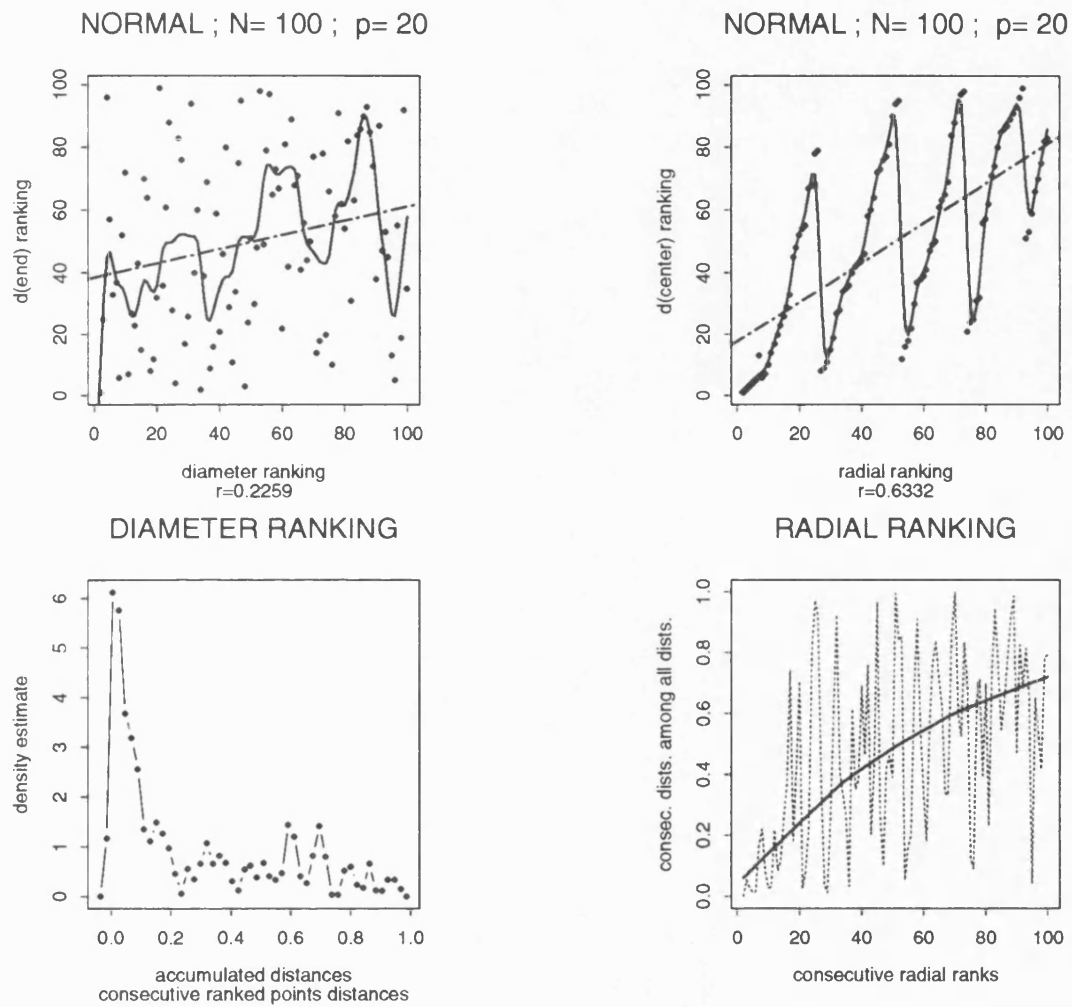 NORMAL ; N= 100 ; p= 20
d(end) ranking
100
80
60
40
20
0
0 20 40 60 80 100
diameter ranking
r=0.2259
NORMAL ; N= 100 ; p= 20
d(center) ranking
100
80
60
40
20
0
0 20 40 60 80 100
radial ranking
r=0.6332
DIAMETER RANKING
density estimate
6
5
4
3
2
1
0
0.0 0.2 0.4 0.6 0.8 1.0
accumulated distances
consecutive ranked points distances
RADIAL RANKING
consec. dists. among all dists.
1.0
0.8
0.6
0.4
0.2
0.0
0 20 40 60 80 100
consecutive radial ranks